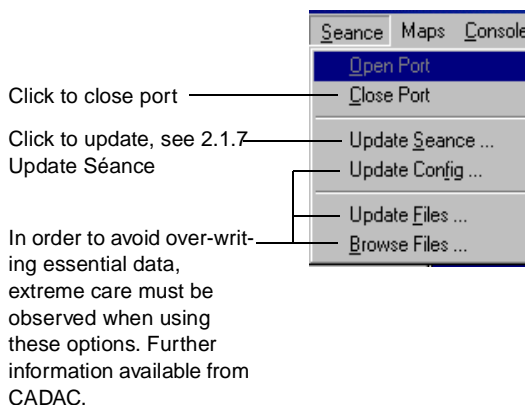 Seance Maps Console
Open Port
Close Port
Update Seance ...
Update Config ...
Update Files ...
Browse Files ...
Click to close port
Click to update, see 2.1.7
Update Séance
In order to avoid over-writ-
ing essential data,
extreme care must be
observed when using
these options. Further
information available from
CADAC.